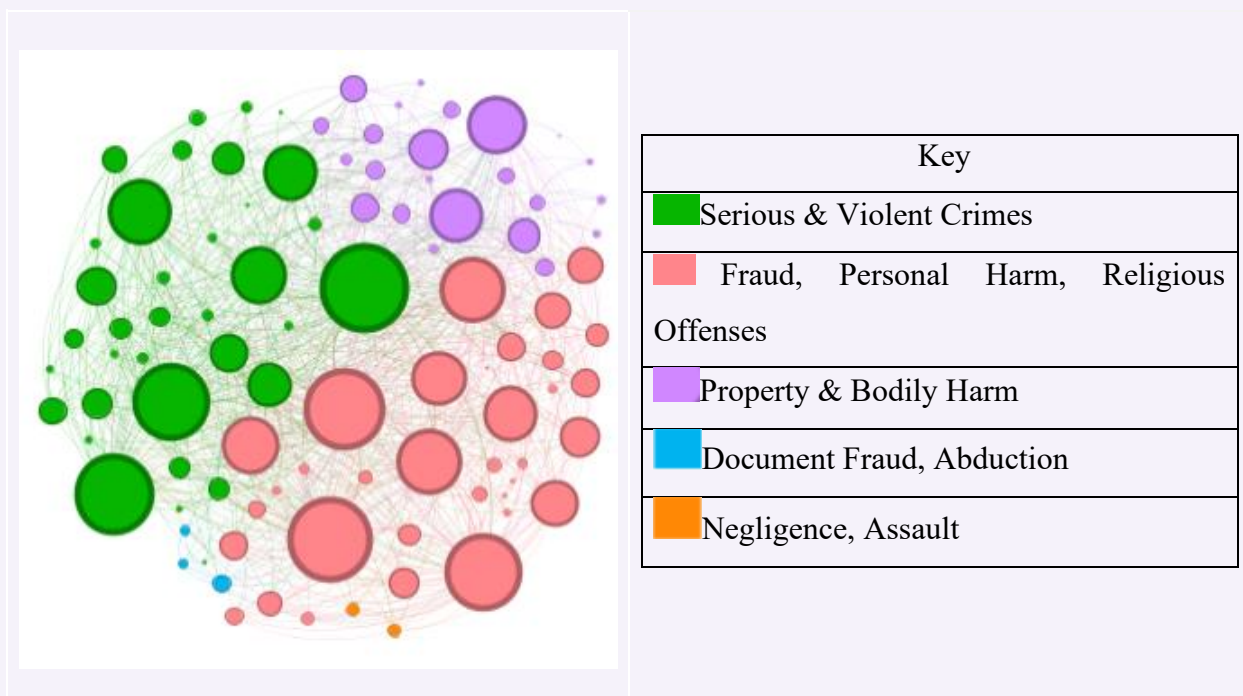 Key
Serious & Violent Crimes
Fraud, Personal Harm, Religious
Offenses
Property & Bodily Harm
Document Fraud, Abduction
Negligence, Assault